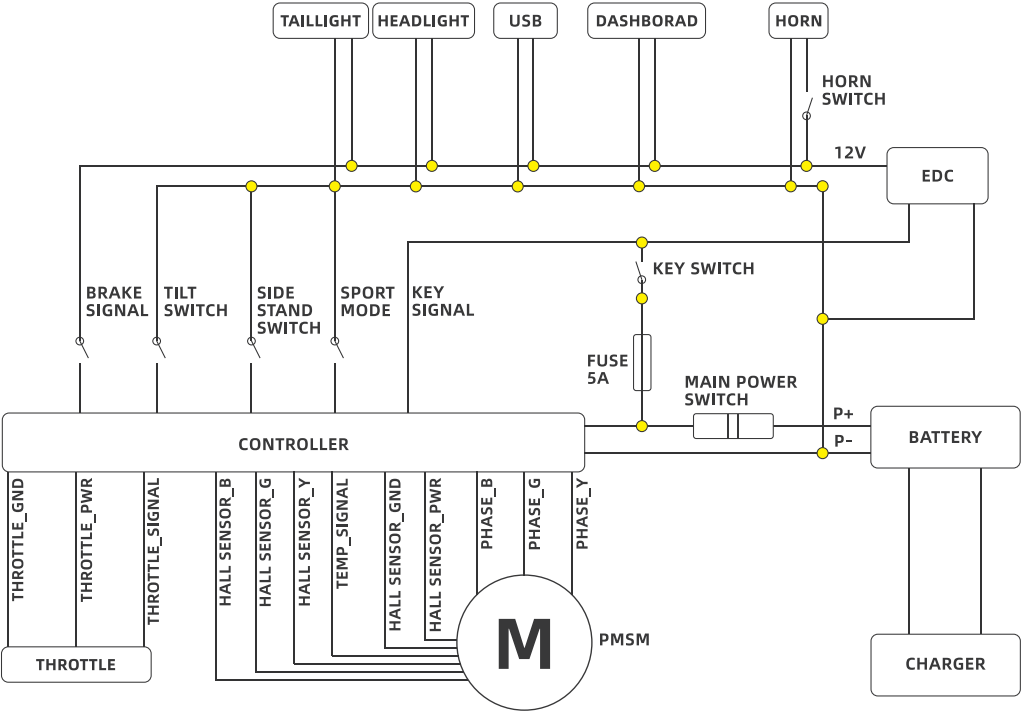 TAILLIGHT
HEADLIGHT
USB
DASHBORAD
HORN
HORN
SWITCH
12V
EDC
KEY SWITCH
BRAKE
SIGNAL
TILT
SWITCH
SIDE
STAND
SWITCH
SPORT
MODE
KEY
SIGNAL
FUSE
5A
MAIN POWER
SWITCH
P+
P-
CONTROLLER
BATTERY
THROTTLE_GND
THROTTLE_PWR
THROTTLE_SIGNAL
HALL SENSOR_B
HALL SENSOR_G
HALL SENSOR_Y
TEMP_SIGNAL
HALL SENSOR_GND
HALL SENSOR_PWR
PHASE_B
PHASE_G
PHASE_Y
M
PMSM
THROTTLE
CHARGER